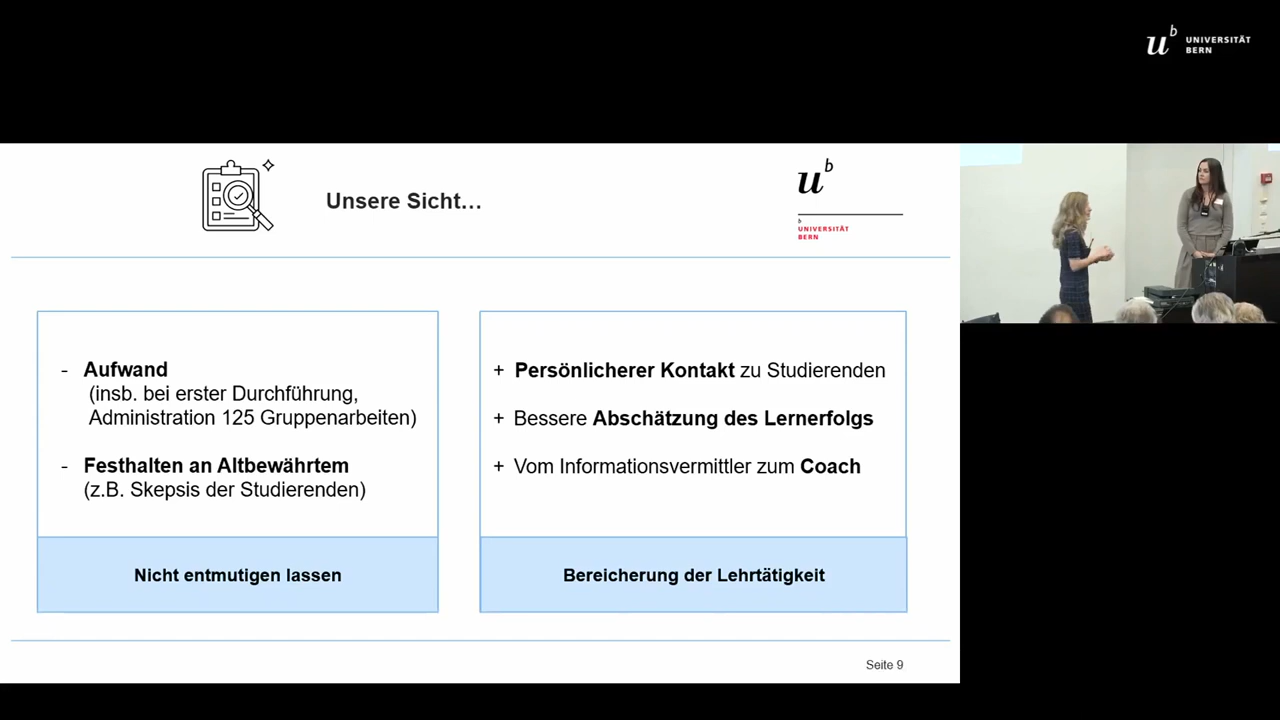 u^b UNIVERSITÄT
BERN
Unsere Sicht...
u^b
b
UNIVERSITÄT
BERN
- Aufwand
(insb. bei erster Durchführung,
Administration 125 Gruppenarbeiten)
- Festhalten an Altbewährtem
(z.B. Skepsis der Studierenden)
Nicht entmutigen lassen
+ Persönlicherer Kontakt zu Studierenden
+ Bessere Abschätzung des Lernerfolgs
+ Vom Informationsvermittler zum Coach
Bereicherung der Lehrtätigkeit
Seite 9